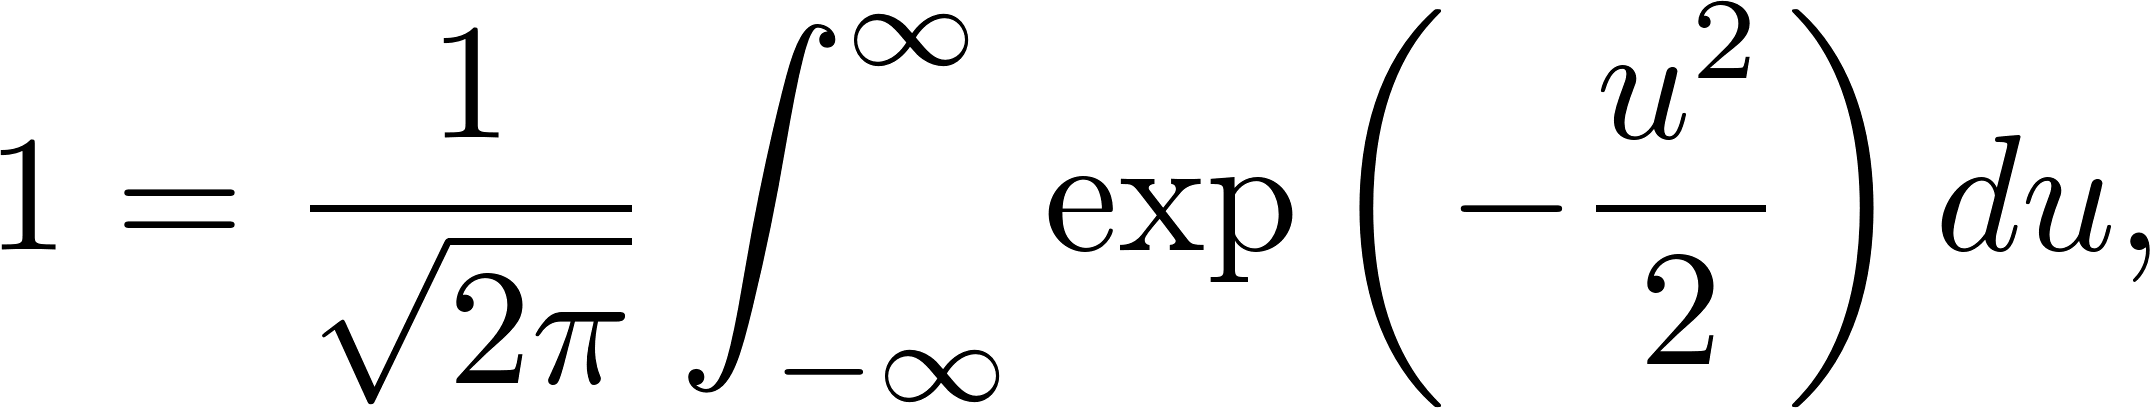 1 = \frac{1}{\sqrt{2\pi}} \int_{-\infty}^{\infty} \exp\left(-\frac{u^2}{2}\right) du,